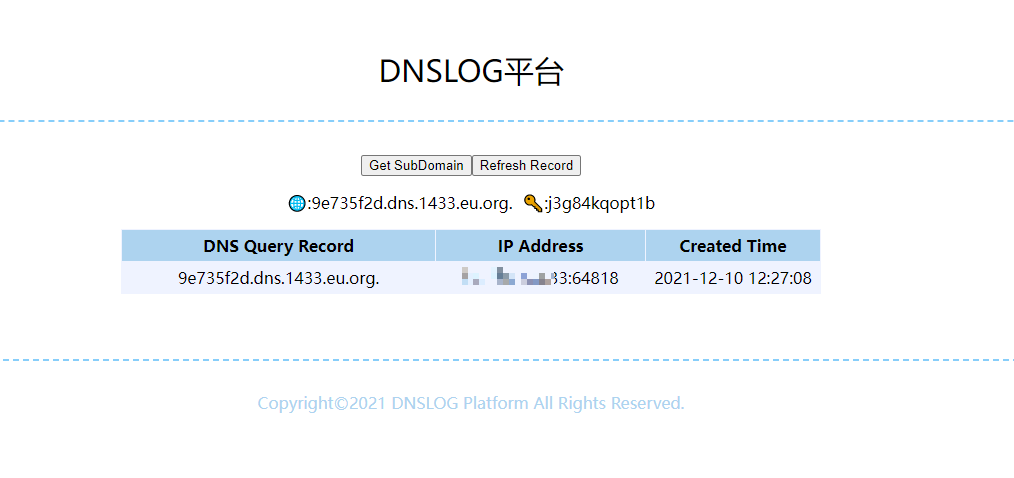 DNSLOG平台
Get SubDomain Refresh Record
:9e735f2d.dns.1433.eu.org. :j3g84kqopt1b
DNS Query Record IP Address Created Time
9e735f2d.dns.1433.eu.org. 33:64818 2021-12-10 12:27:08
Copyright©2021 DNSLOG Platform All Rights Reserved.